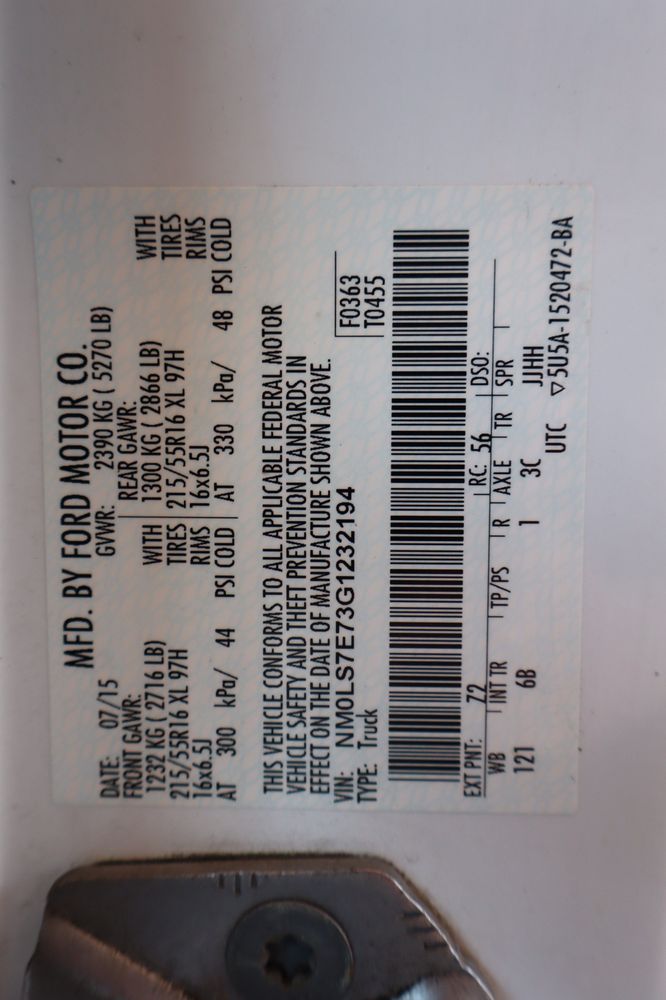 MFD. BY FORD MOTOR CO.
DATE: 07/15 GVWR: 2390 KG ( 5270 LB)
FRONT GAWR: REAR GAWR:
1232 KG ( 2716 LB) WITH 1300 KG ( 2866 LB) WITH
215/55R16 XL 97H TIRES 215/55R16 XL 97H TIRES
16x6.5J RIMS 16x6.5J RIMS
AT 300 kPa/ 44 PSI COLD AT 330 kPa/ 48 PSI COLD
THIS VEHICLE CONFORMS TO ALL APPLICABLE FEDERAL MOTOR
VEHICLE SAFETY AND THEFT PREVENTION STANDARDS IN
EFFECT ON THE DATE OF MANUFACTURE SHOWN ABOVE.
VIN: NM0LS7E73G1232194 F0363
TYPE: Truck T0455
EXT PNT: Z2 RC: 56 DSO:
WB INT TR TP/PS R AXLE TR SPR
121 6B 1 3C JJHH
UTC ▽5U5A-1520472-BA